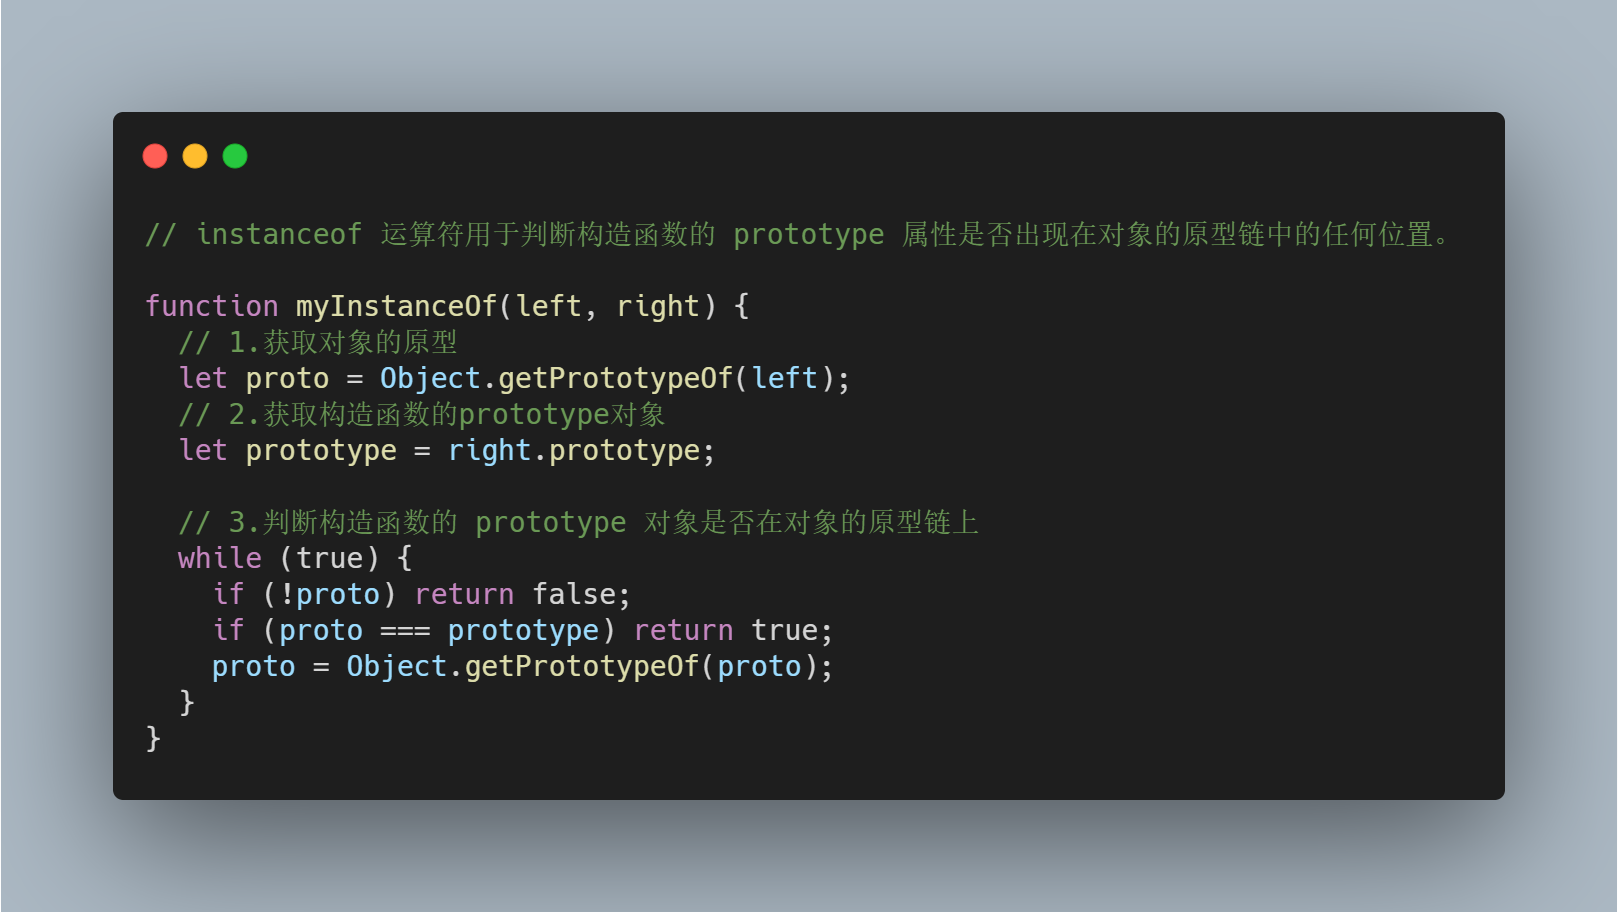 // instanceof 运算符用于判断构造函数的 prototype 属性是否出现在对象的原型链中的任何位置。
function myInstanceOf(left, right) {
// 1.获取对象的原型
let proto = Object.getPrototypeOf(left);
// 2.获取构造函数的prototype对象
let prototype = right.prototype;
// 3.判断构造函数的 prototype 对象是否在对象的原型链上
while (true) {
if (!proto) return false;
if (proto === prototype) return true;
proto = Object.getPrototypeOf(proto);
}
}